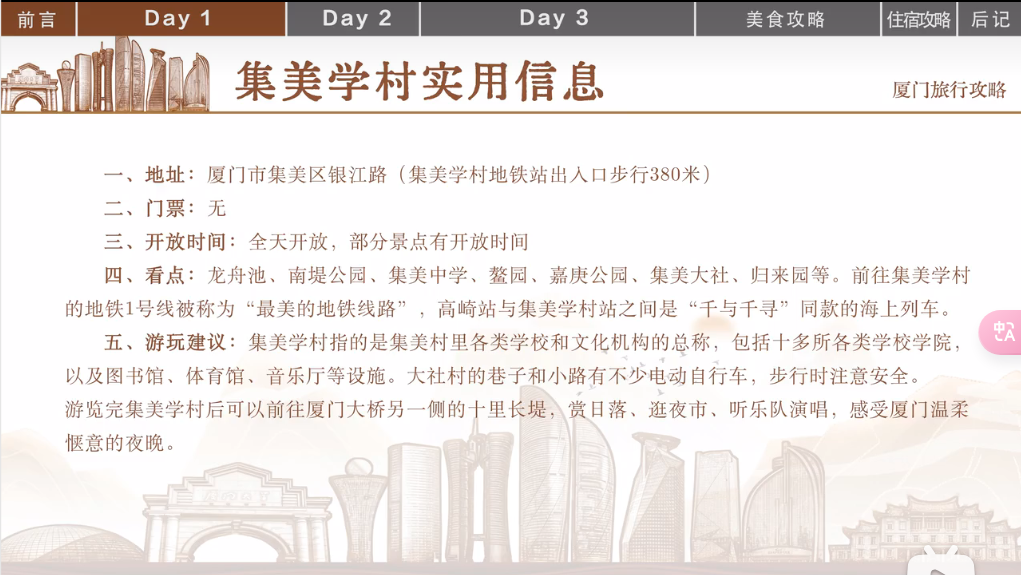 前言
Day 1
Day 2
Day 3
美食攻略
住宿攻略
后记
集美学村实用信息
厦门旅行攻略
一、地址：厦门市集美区银江路（集美学村地铁站出入口步行380米）
二、门票：无
三、开放时间：全天开放，部分景点有开放时间
四、看点：龙舟池、南堤公园、集美中学、鳌园、嘉庚公园、集美大社、归来园等。前往集美学村
的地铁1号线被称为“最美的地铁线路”，高崎站与集美学村站之间是“千与千寻”同款的海上列车。
五、游玩建议：集美学村指的是集美村里各类学校和文化机构的总称，包括十多所各类学校学院，
以及图书馆、体育馆、音乐厅等设施。大社村的巷子和小路有不少电动自行车，步行时注意安全。
游览完集美学村后可以前往厦门大桥另一侧的十里长堤，赏日落、逛夜市、听乐队演唱，感受厦门温柔
惬意的夜晚。
中A